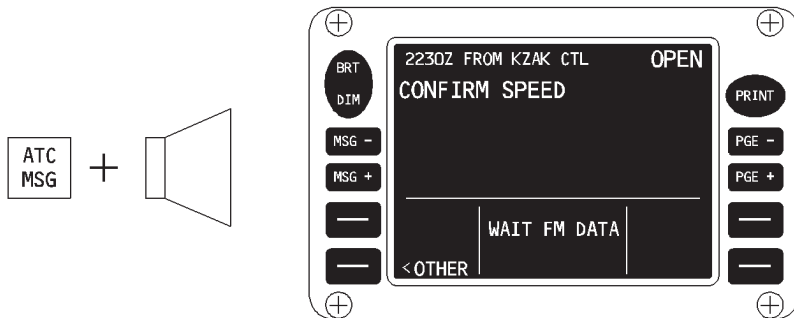 ATC
MSG
+
BRT
DIM
MSG -
MSG +
2230Z FROM KZAK CTL OPEN
CONFIRM SPEED
WAIT FM DATA
<OTHER
PRINT
PGE -
PGE +